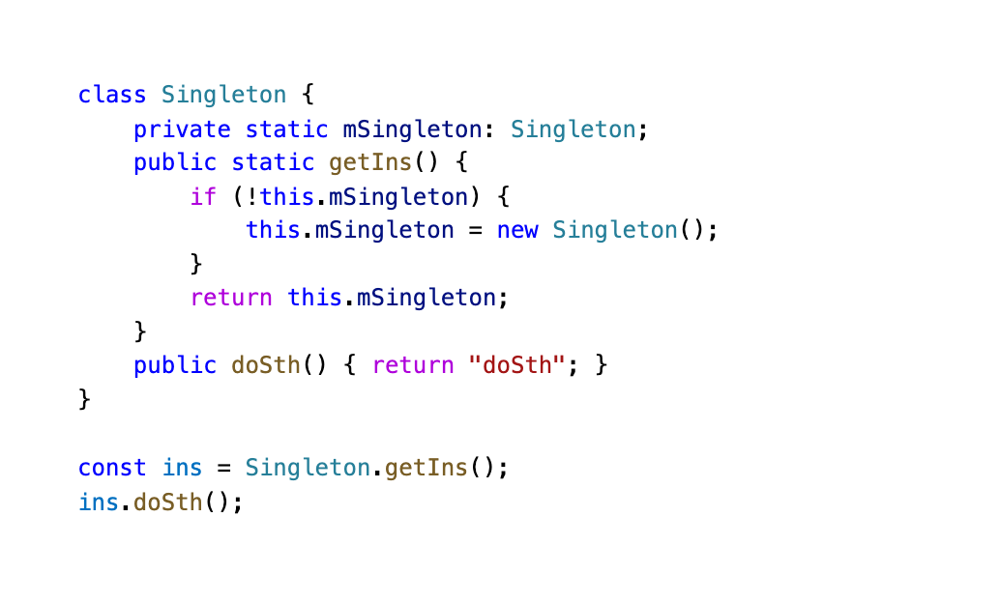 class Singleton {
    private static mSingleton: Singleton;
    public static getIns() {
        if (!this.mSingleton) {
            this.mSingleton = new Singleton();
        }
        return this.mSingleton;
    }
    public doSth() { return "doSth"; }
}

const ins = Singleton.getIns();
ins.doSth();